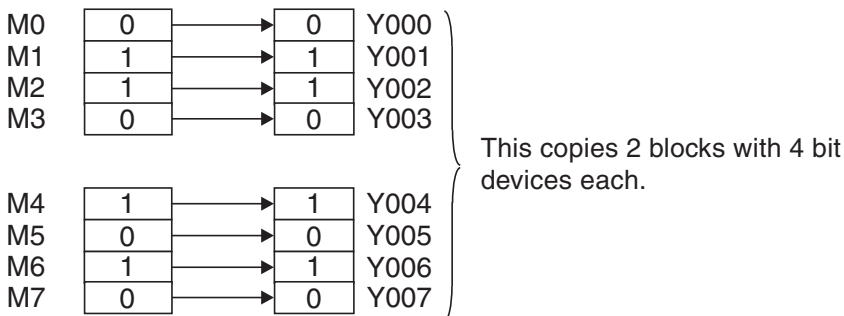 M0 0 0 Y000
M1 1 1 Y001
M2 1 1 Y002
M3 0 0 Y003
This copies 2 blocks with 4 bit
devices each.
M4 1 1 Y004
M5 0 0 Y005
M6 1 1 Y006
M7 0 0 Y007